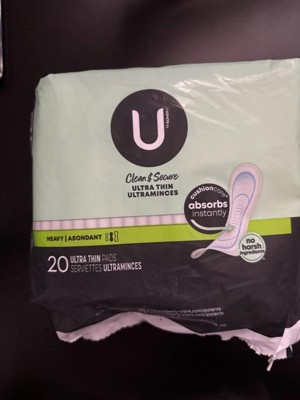 U
BY KOTEX
Clean & Secure
ULTRA THIN
ULTRAMINCES
cushioncore
absorbs
instantly
HEAVY | ABONDANT
no
harsh
ingredients
20 ULTRA THIN PADS
SERVIETTES ULTRAMINCES